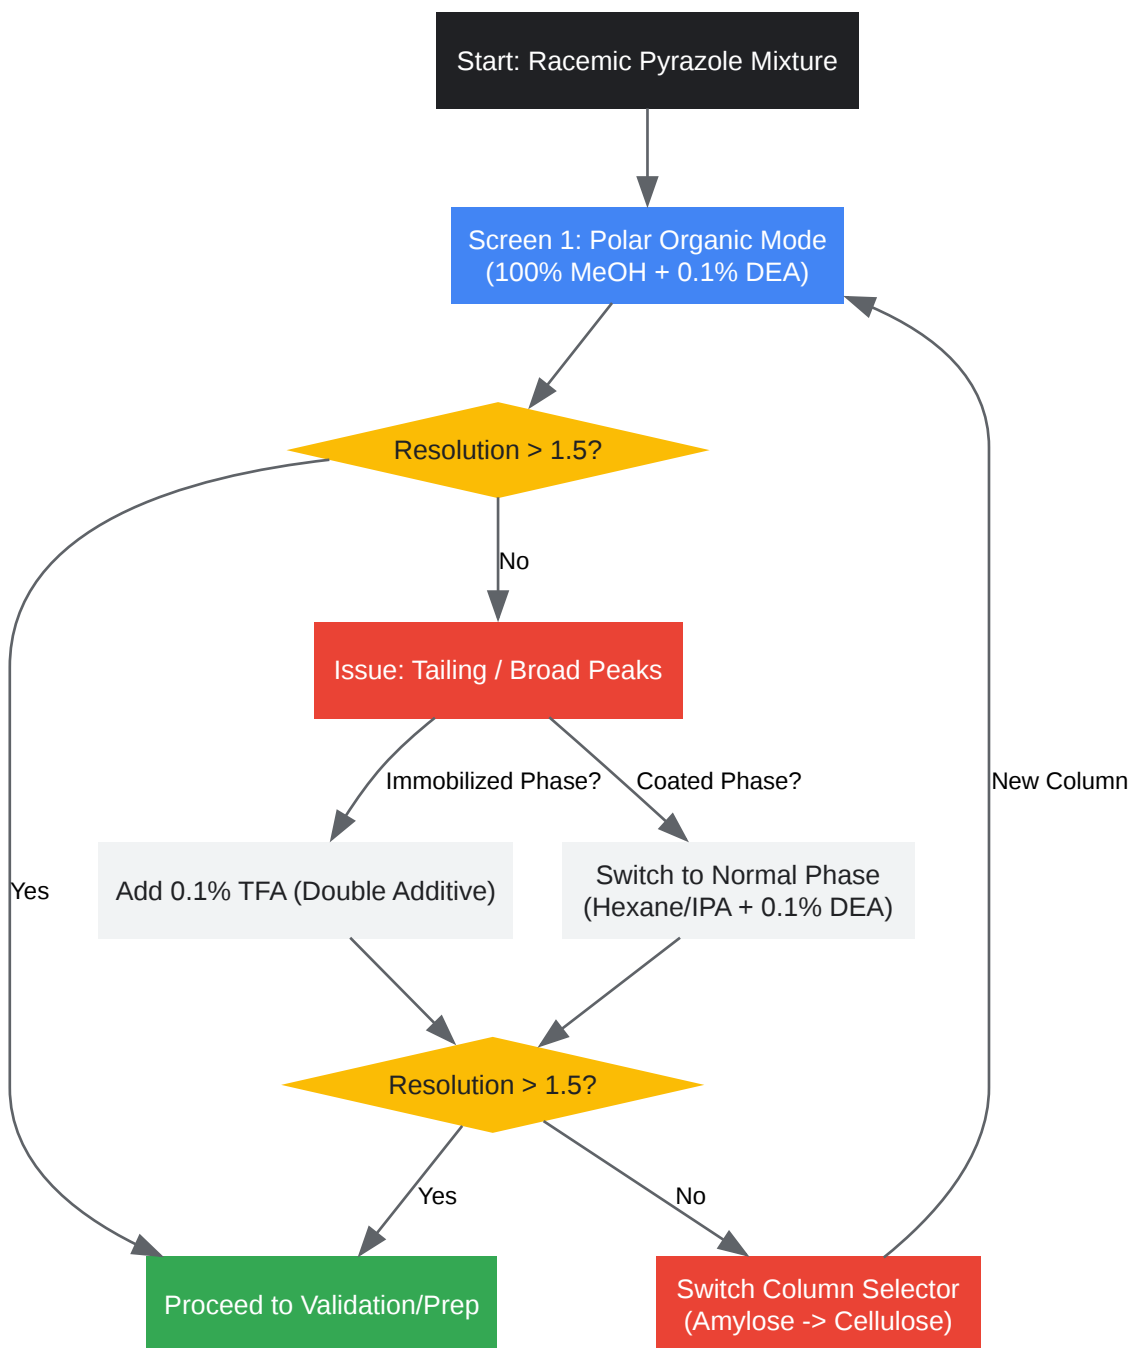 Start: Racemic Pyrazole Mixture
Screen 1: Polar Organic Mode
(100% MeOH + 0.1% DEA)
Resolution > 1.5?
No
Issue: Tailing / Broad Peaks
Immobilized Phase?
Coated Phase?
New Column
Yes
Add 0.1% TFA (Double Additive)
Switch to Normal Phase
(Hexane/IPA + 0.1% DEA)
Resolution > 1.5?
Yes
No
Proceed to Validation/Prep
Switch Column Selector
(Amylose -> Cellulose)